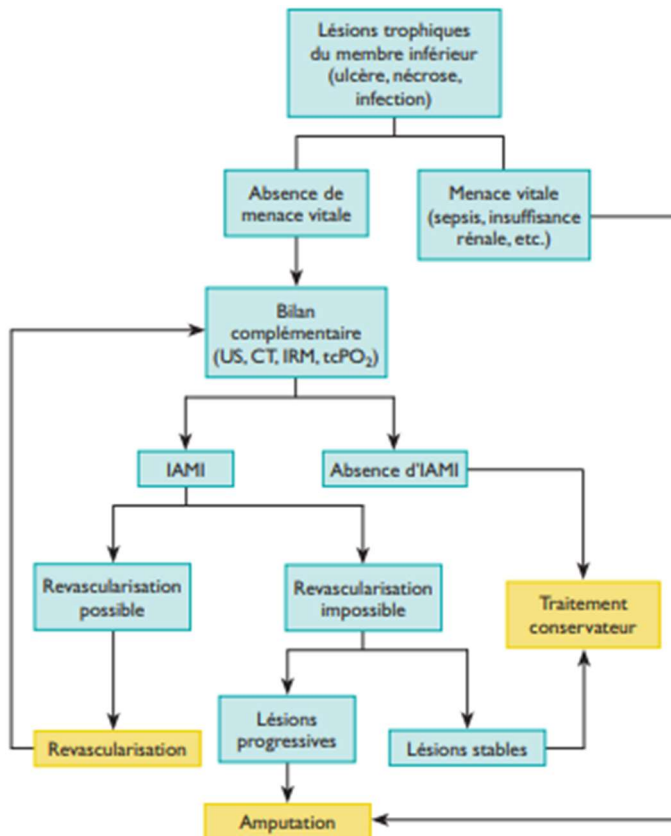 Lésions trophiques
du membre inférieur
(ulcère, nécrose,
infection)
Absence de
menace vitale
Menace vitale
(sepsis, insuffisance
rénale, etc.)
Bilan
complémentaire
(US, CT, IRM, tcPO₂)
IAMI
Absence d'IAMI
Revascularisation
possible
Revascularisation
impossible
Traitement
conservateur
Lésions
progressives
Revascularisation
Lésions stables
Amputation